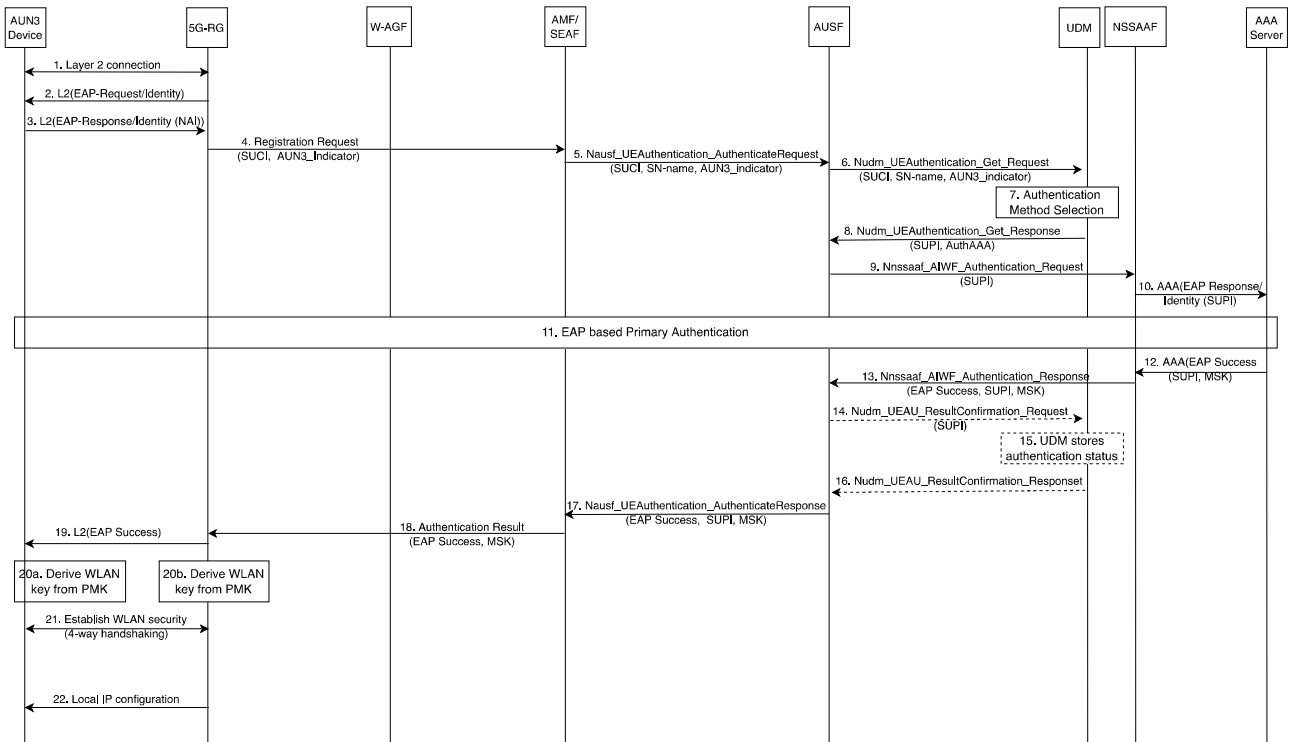 AUN3
Device
5G-RG
W-AGF
AMF/
SEAF
AUSF
UDM
NSSAAF
AAA
Server
1. Layer 2 connection
2. L2(EAP-Request/Identity)
3. L2(EAP-Response/Identity (NAI))
4. Registration Request
(SUCI, AUN3_Indicator)
5. Nausf_UEAuthentication_AuthenticateRequest
(SUCI, SN-name, AUN3_indicator)
6. Nudm_UEAuthentication_Get_Request
(SUCI, SN-name, AUN3_indicator)
7. Authentication
Method Selection
8. Nudm_UEAuthentication_Get_Response
(SUPI, AuthAAA)
9. Nnssaaf_AIWF_Authentication_Request
(SUPI)
10. AAA(EAP Response/
Identity (SUPI)
11. EAP based Primary Authentication
12. AAA(EAP Success
(SUPI, MSK)
13. Nnssaaf_AIWF_Authentication_Response
(EAP Success, SUPI, MSK)
14. Nudm_UEAU_ResultConfirmation_Request
(SUPI)
15. UDM stores
authentication status
16. Nudm_UEAU_ResultConfirmation_Responset
17. Nausf_UEAuthentication_AuthenticateResponse
(EAP Success, SUPI, MSK)
18. Authentication Result
(EAP Success, MSK)
19. L2(EAP Success)
20a. Derive WLAN
key from PMK
20b. Derive WLAN
key from PMK
21. Establish WLAN security
(4-way handshaking)
22. Local IP configuration